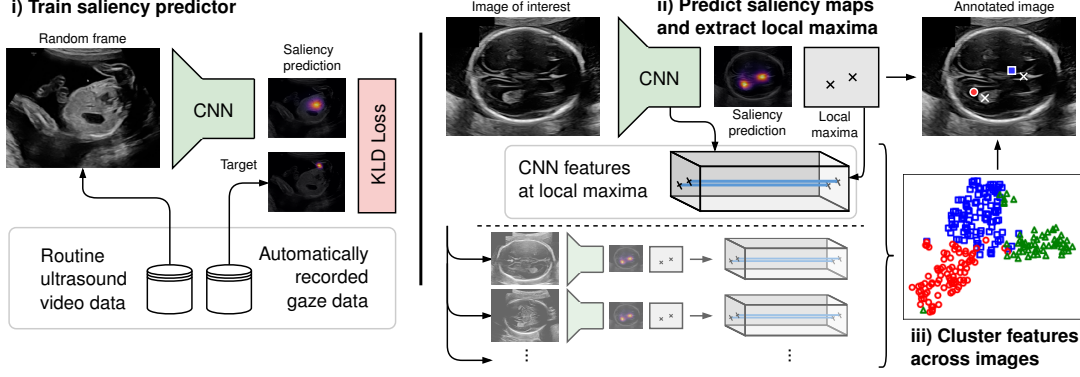 i) Train saliency predictor
Random frame
CNN
Saliency
prediction
Target
KLD Loss
Routine
ultrasound
video data
Automatically
recorded
gaze data
Image of interest
ii) Predict saliency maps
and extract local maxima
CNN
Saliency
prediction
Local
maxima
Annotated image
CNN features
at local maxima
iii) Cluster features
across images